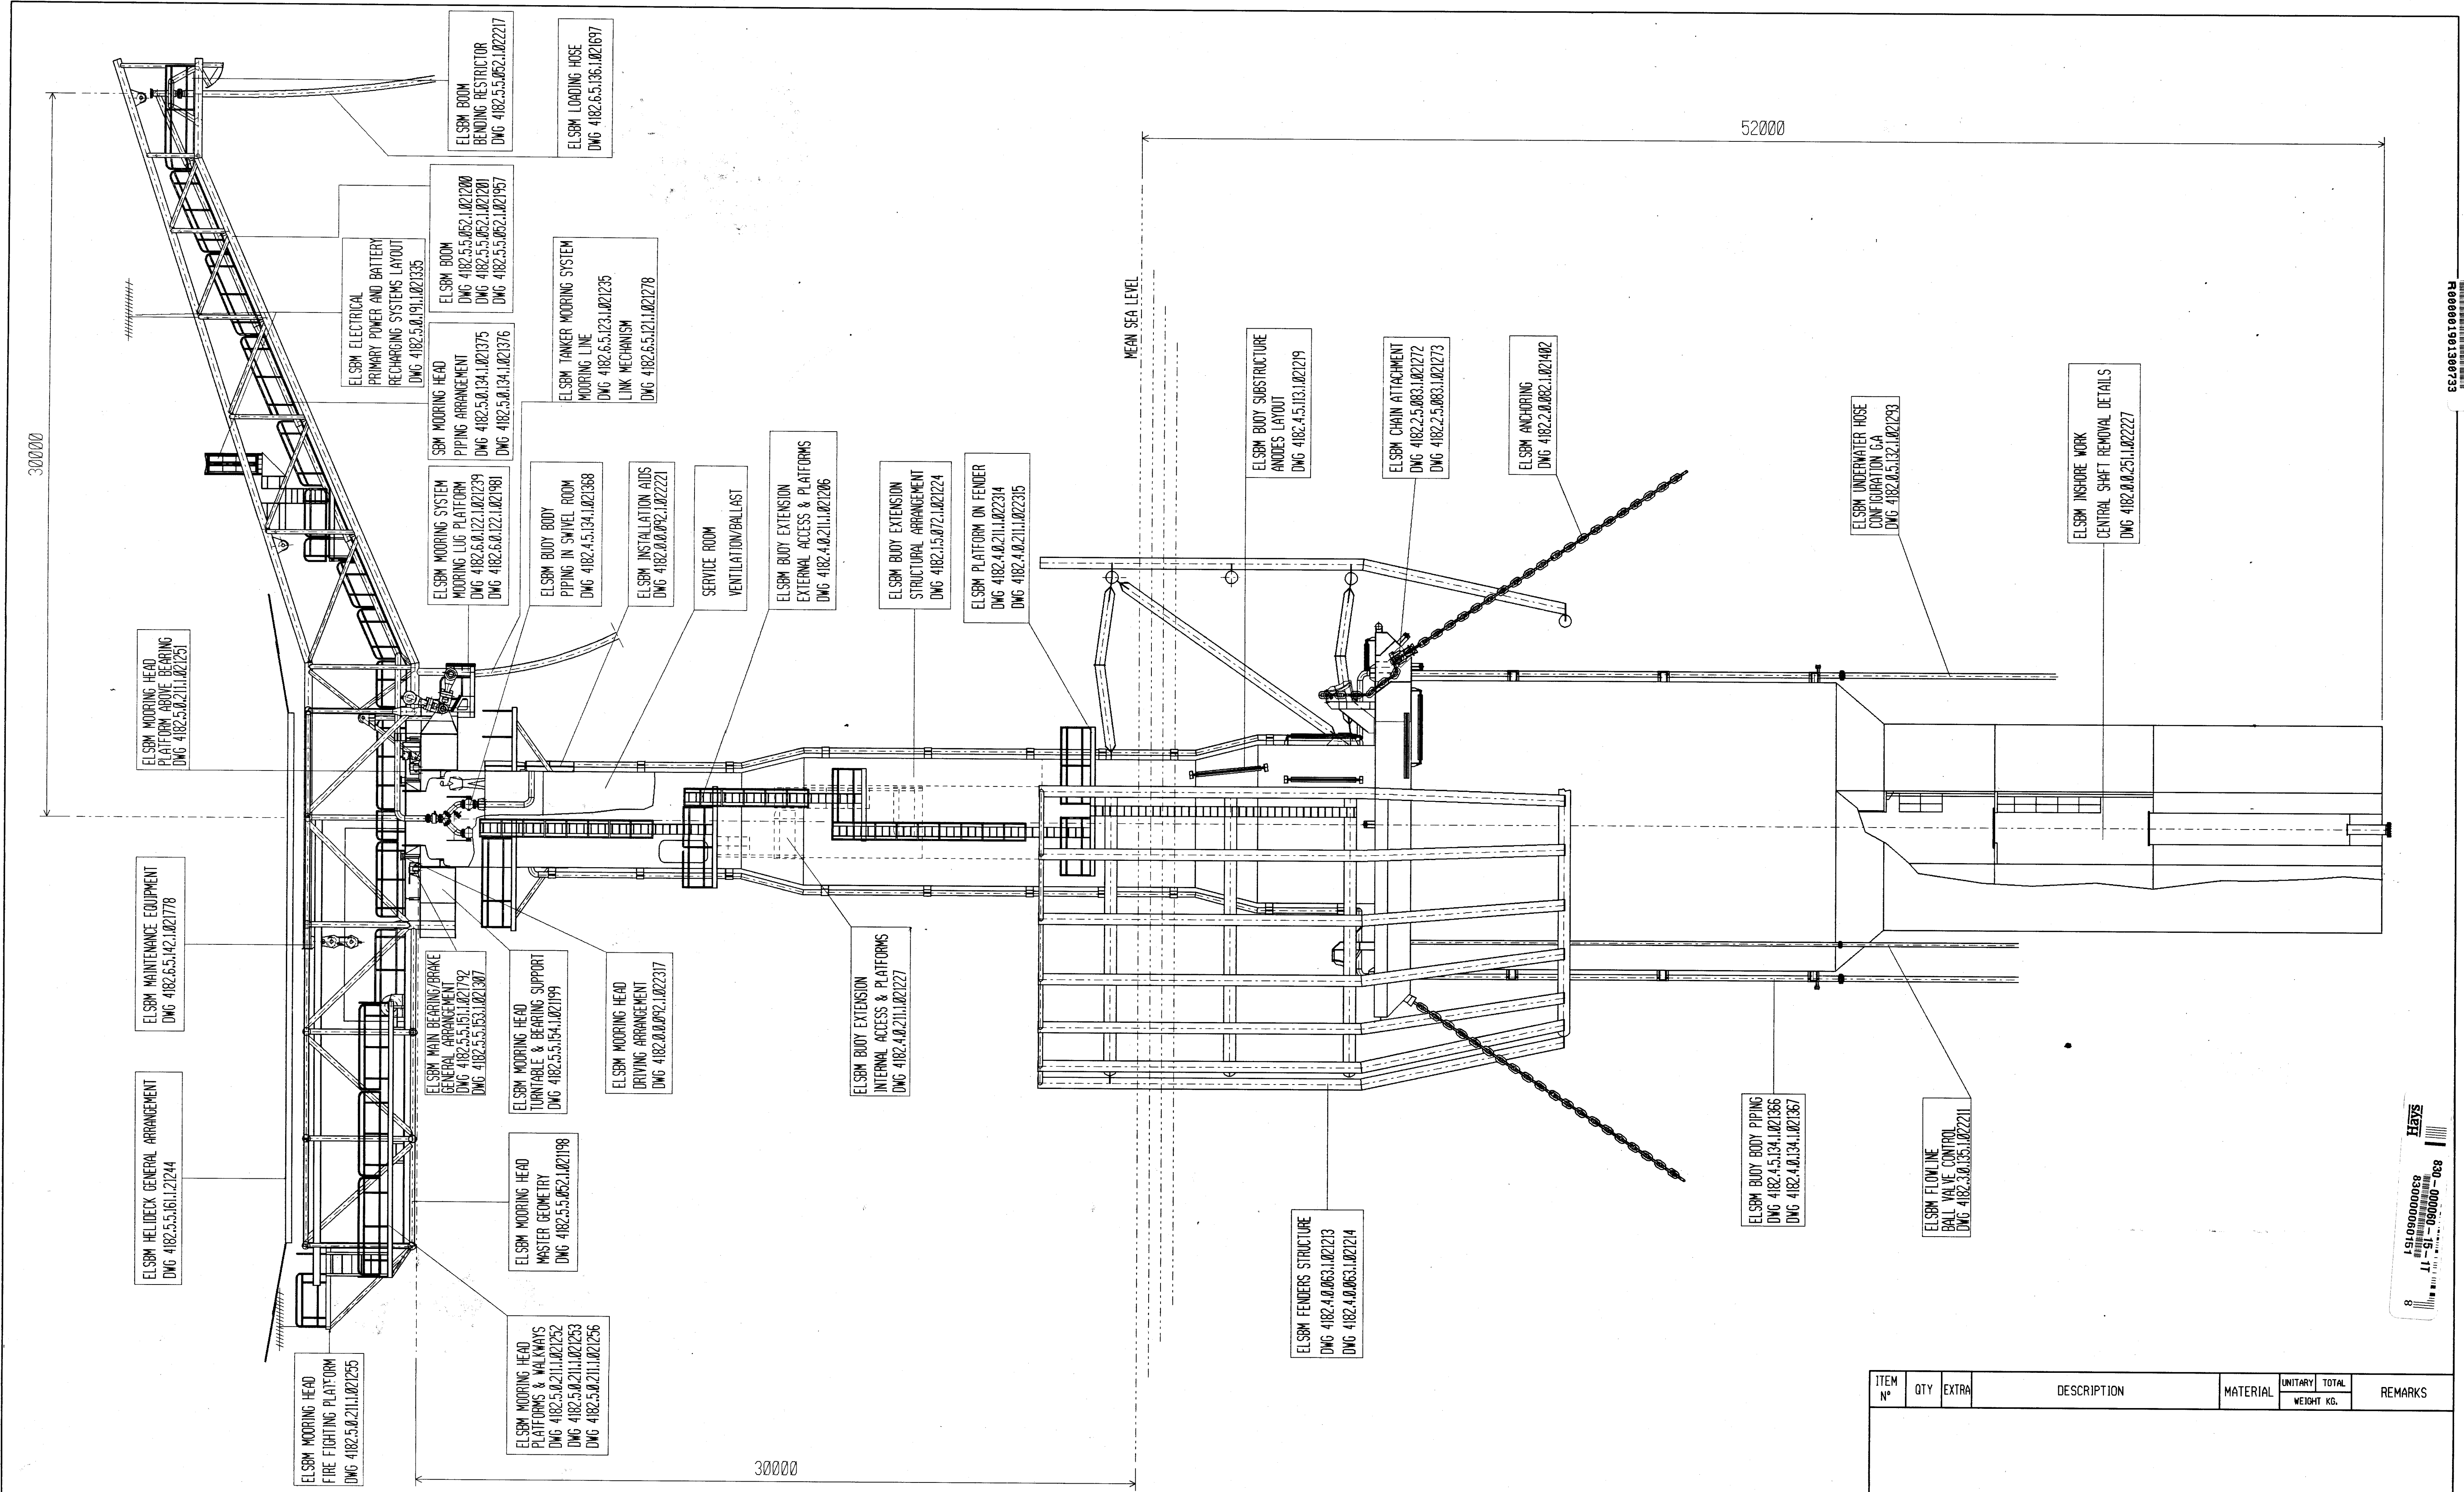 30000
ELSBM BOOM
BENDING RESTRICTOR
DWG 4182.5.5.052.1.022217
ELSBM LOADING HOSE
DWG 4182.6.5.136.1.021697
ELSBM ELECTRICAL
PRIMARY POWER AND BATTERY
RECHARGING SYSTEMS LAYOUT
DWG 4182.5.0.191.1.021335
ELSBM BOOM
DWG 4182.5.5.052.1.021200
DWG 4182.5.5.052.1.021201
DWG 4182.5.5.052.1.021957
SBM MOORING HEAD
PIPING ARRANGEMENT
DWG 4182.5.0.134.1.021375
DWG 4182.5.0.134.1.021376
ELSBM TANKER MOORING SYSTEM
MOORING LINE
DWG 4182.6.5.123.1.021235
LINK MECHANISM
DWG 4182.6.5.121.1.021278
ELSBM MOORING SYSTEM
MOORING LUG PLATFORM
DWG 4182.6.0.122.1.021239
DWG 4182.6.0.122.1.021981
ELSBM BUOY BODY
PIPING IN SWIVEL ROOM
DWG 4182.4.5.134.1.021368
ELSBM INSTALLATION AIDS
DWG 4182.0.0.092.1.022221
SERVICE ROOM
VENTILATION/BALLAST
ELSBM BUOY EXTENSION
EXTERNAL ACCESS & PLATFORMS
DWG 4182.4.0.211.1.021206
ELSBM BUOY EXTENSION
STRUCTURAL ARRANGEMENT
DWG 4182.1.5.072.1.021224
ELSBM PLATFORM ON FENDER
DWG 4182.4.0.211.1.022314
DWG 4182.4.0.211.1.022315
MEAN SEA LEVEL
52000
ELSBM BUOY SUBSTRUCTURE
ANODES LAYOUT
DWG 4182.4.5.113.1.021219
ELSBM CHAIN ATTACHMENT
DWG 4182.2.5.083.1.021272
DWG 4182.2.5.083.1.021273
ELSBM ANCHORING
DWG 4182.2.0.082.1.021402
ELSBM UNDERWATER HOSE
CONFIGURATION G.A
DWG 4182.0.5.132.1.021293
ELSBM INSHORE WORK
CENTRAL SHAFT REMOVAL DETAILS
DWG 4182.0.0.251.1.022227
ELSBM MOORING HEAD
PLATFORM ABOVE BEARING
DWG 4182.5.0.211.1.021251
ELSBM MAINTENANCE EQUIPMENT
DWG 4182.6.5.142.1.021778
ELSBM HELIDECK GENERAL ARRANGEMENT
DWG 4182.5.5.161.1.21244
ELSBM MOORING HEAD
FIRE FIGHTING PLATFORM
DWG 4182.5.0.211.1.021255
ELSBM MAIN BEARING/BRAKE
GENERAL ARRANGEMENT
DWG 4182.5.5.151.1.021792
DWG 4182.5.5.153.1.021307
ELSBM MOORING HEAD
TURNTABLE & BEARING SUPPORT
DWG 4182.5.5.154.1.021199
ELSBM MOORING HEAD
DRIVING ARRANGEMENT
DWG 4182.0.0.092.1.022317
ELSBM MOORING HEAD
MASTER GEOMETRY
DWG 4182.5.5.052.1.021198
ELSBM MOORING HEAD
PLATFORMS & WALKWAYS
DWG 4182.5.0.211.1.021252
DWG 4182.5.0.211.1.021253
DWG 4182.5.0.211.1.021256
ELSBM BUOY EXTENSION
INTERNAL ACCESS & PLATFORMS
DWG 4182.4.0.211.1.021227
30000
ELSBM FENDERS STRUCTURE
DWG 4182.4.0.063.1.021213
DWG 4182.4.0.063.1.021214
ELSBM BUOY BODY PIPING
DWG 4182.4.5.134.1.021366
DWG 4182.4.0.134.1.021367
ELSBM FLOWLINE
BALL VALVE CONTROL
DWG 4182.3.0.135.1.022211
R0000001901300733
Hays
830-000060-15-1T
8300000060151
8
ITEM N° QTY EXTRA DESCRIPTION MATERIAL UNITARY TOTAL WEIGHT KG. REMARKS